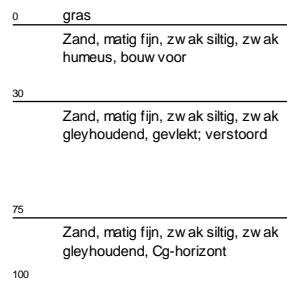 0 gras
Zand, matig fijn, zwak siltig, zwak
humeus, bouwvoor
30
Zand, matig fijn, zwak siltig, zwak
gleyhoudend, gevlekt; verstoord
75
Zand, matig fijn, zwak siltig, zwak
gleyhoudend, Cg-horizont
100